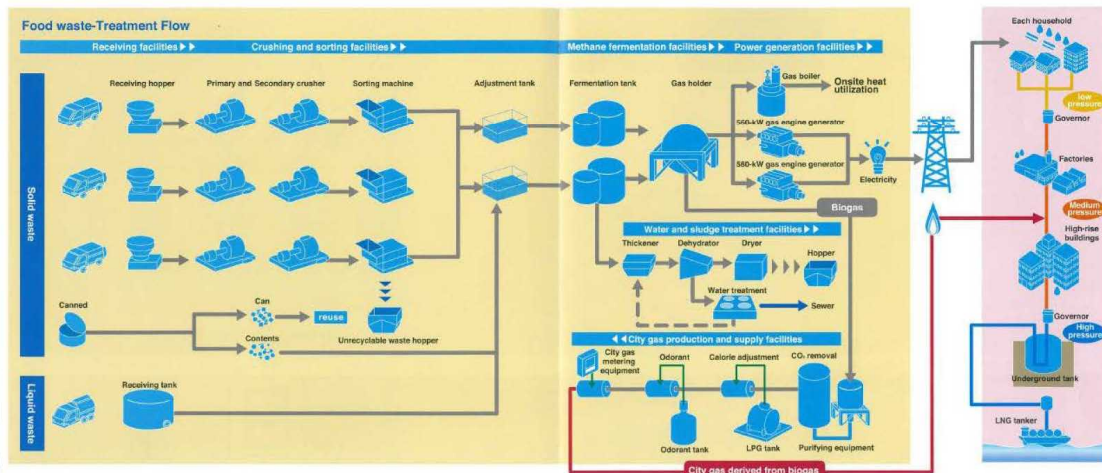 Food waste-Treatment Flow
Receiving facilities
Crushing and sorting facilities
Methane fermentation facilities
Power generation facilities
Receiving hopper
Primary and Secondary crusher
Sorting machine
Adjustment tank
Fermentation tank
Gas holder
Gas boiler
Onsite heat
utilization
560-kW gas engine generator
560-kW gas engine generator
Electricity
Biogas
Solid waste
Water and sludge treatment facilities
Thickener
Dehydrator
Dryer
Hopper
Water treatment
Sewer
Canned
Can
reuse
Contents
Unrecyclable waste hopper
City gas production and supply facilities
City gas
metering
equipment
Odorant
Calorie adjustment
CO₂ removal
Odorant tank
LPG tank
Purifying equipment
Liquid waste
Receiving tank
City gas derived from biogas
Each household
low
pressure
Governor
Factories
Medium
pressure
High-rise
buildings
Governor
High
pressure
Underground tank
LNG tanker